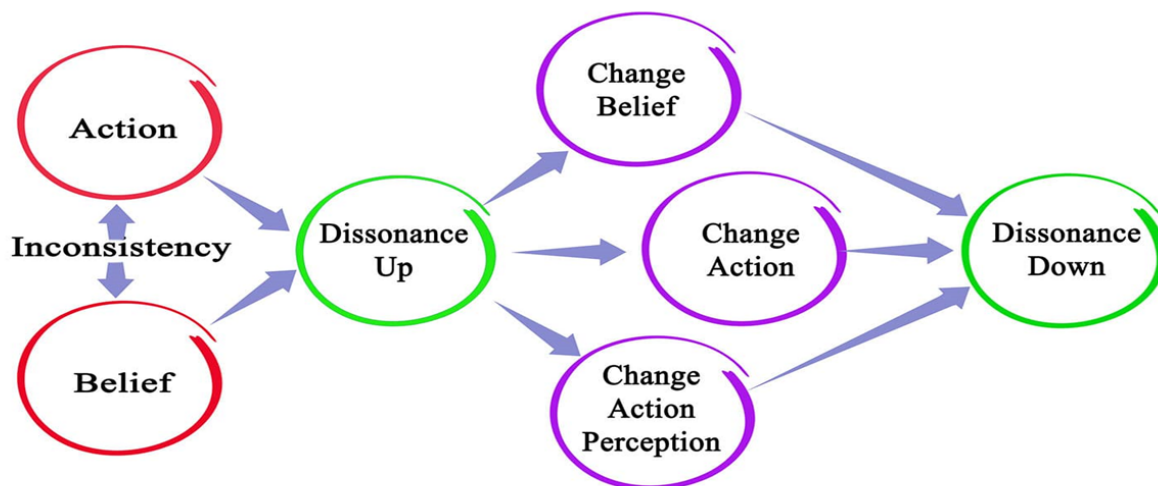 Action
Inconsistency
Belief
Dissonance
Up
Change
Belief
Change
Action
Change
Action
Perception
Dissonance
Down